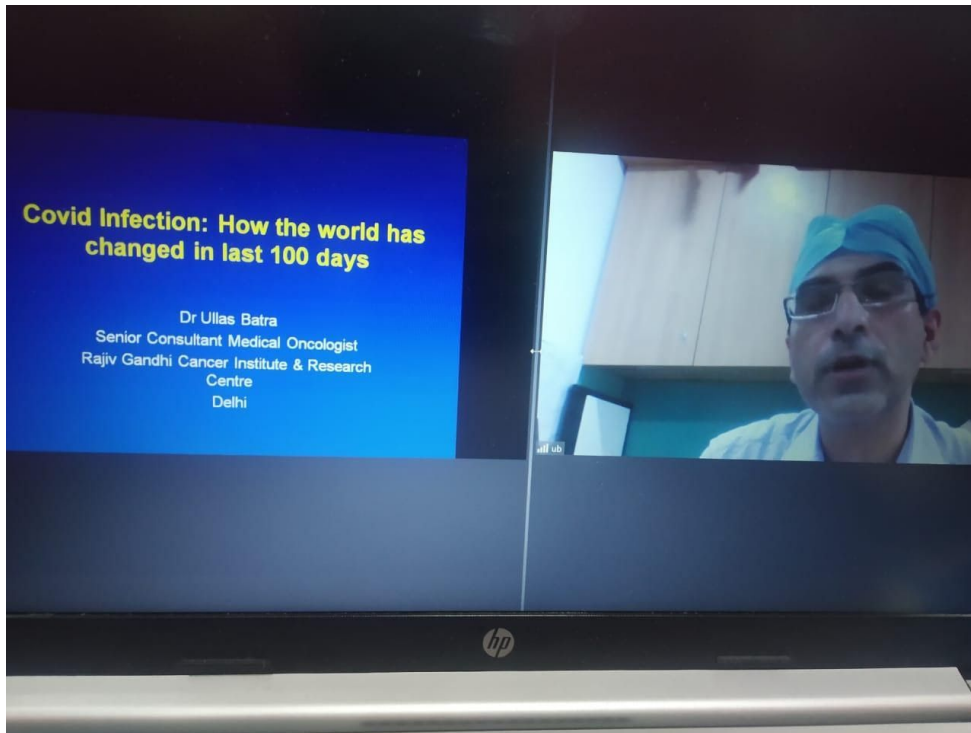 Covid Infection: How the world has
changed in last 100 days
Dr Ullas Batra
Senior Consultant Medical Oncologist
Rajiv Gandhi Cancer Institute & Research
Centre
Delhi
ub
hp